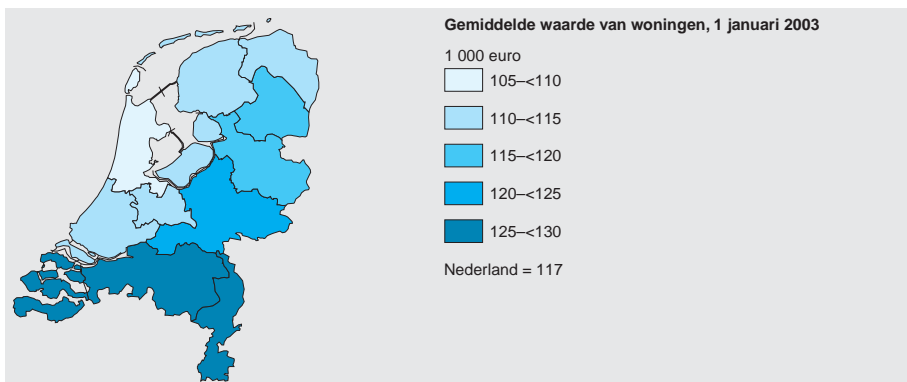 Gemiddelde waarde van woningen, 1 januari 2003
1 000 euro
105–<110
110–<115
115–<120
120–<125
125–<130
Nederland = 117